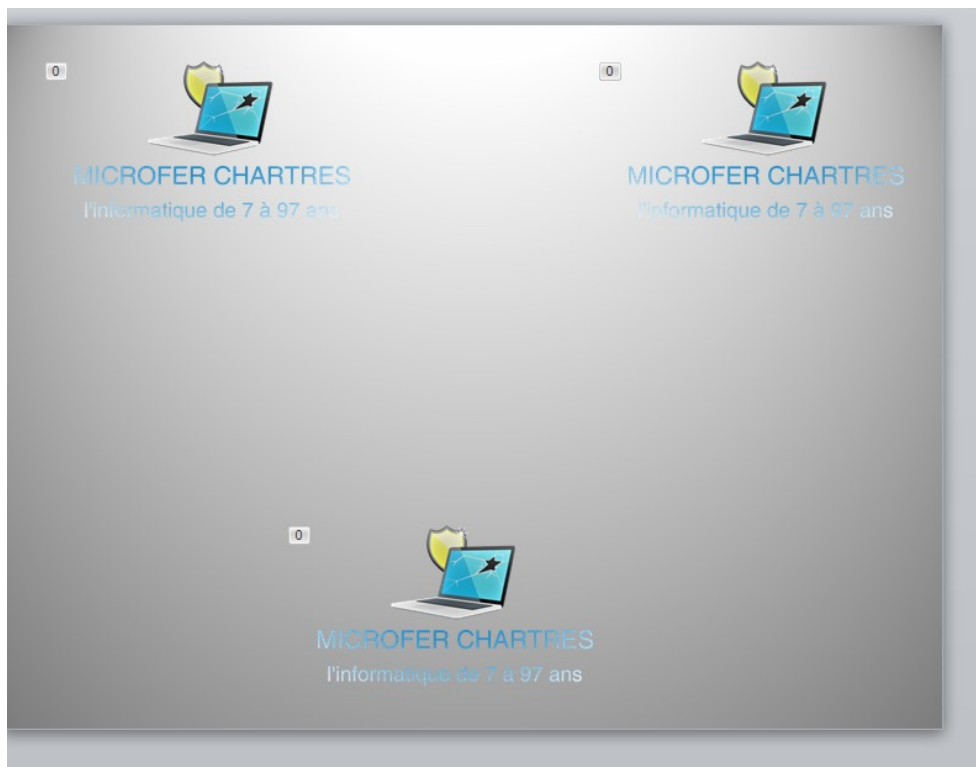 0
MICROFER CHARTRES
l'informatique de 7 à 97 ans
0
MICROFER CHARTRES
l'informatique de 7 à 97 ans
0
MICROFER CHARTRES
l'informatique de 7 à 97 ans